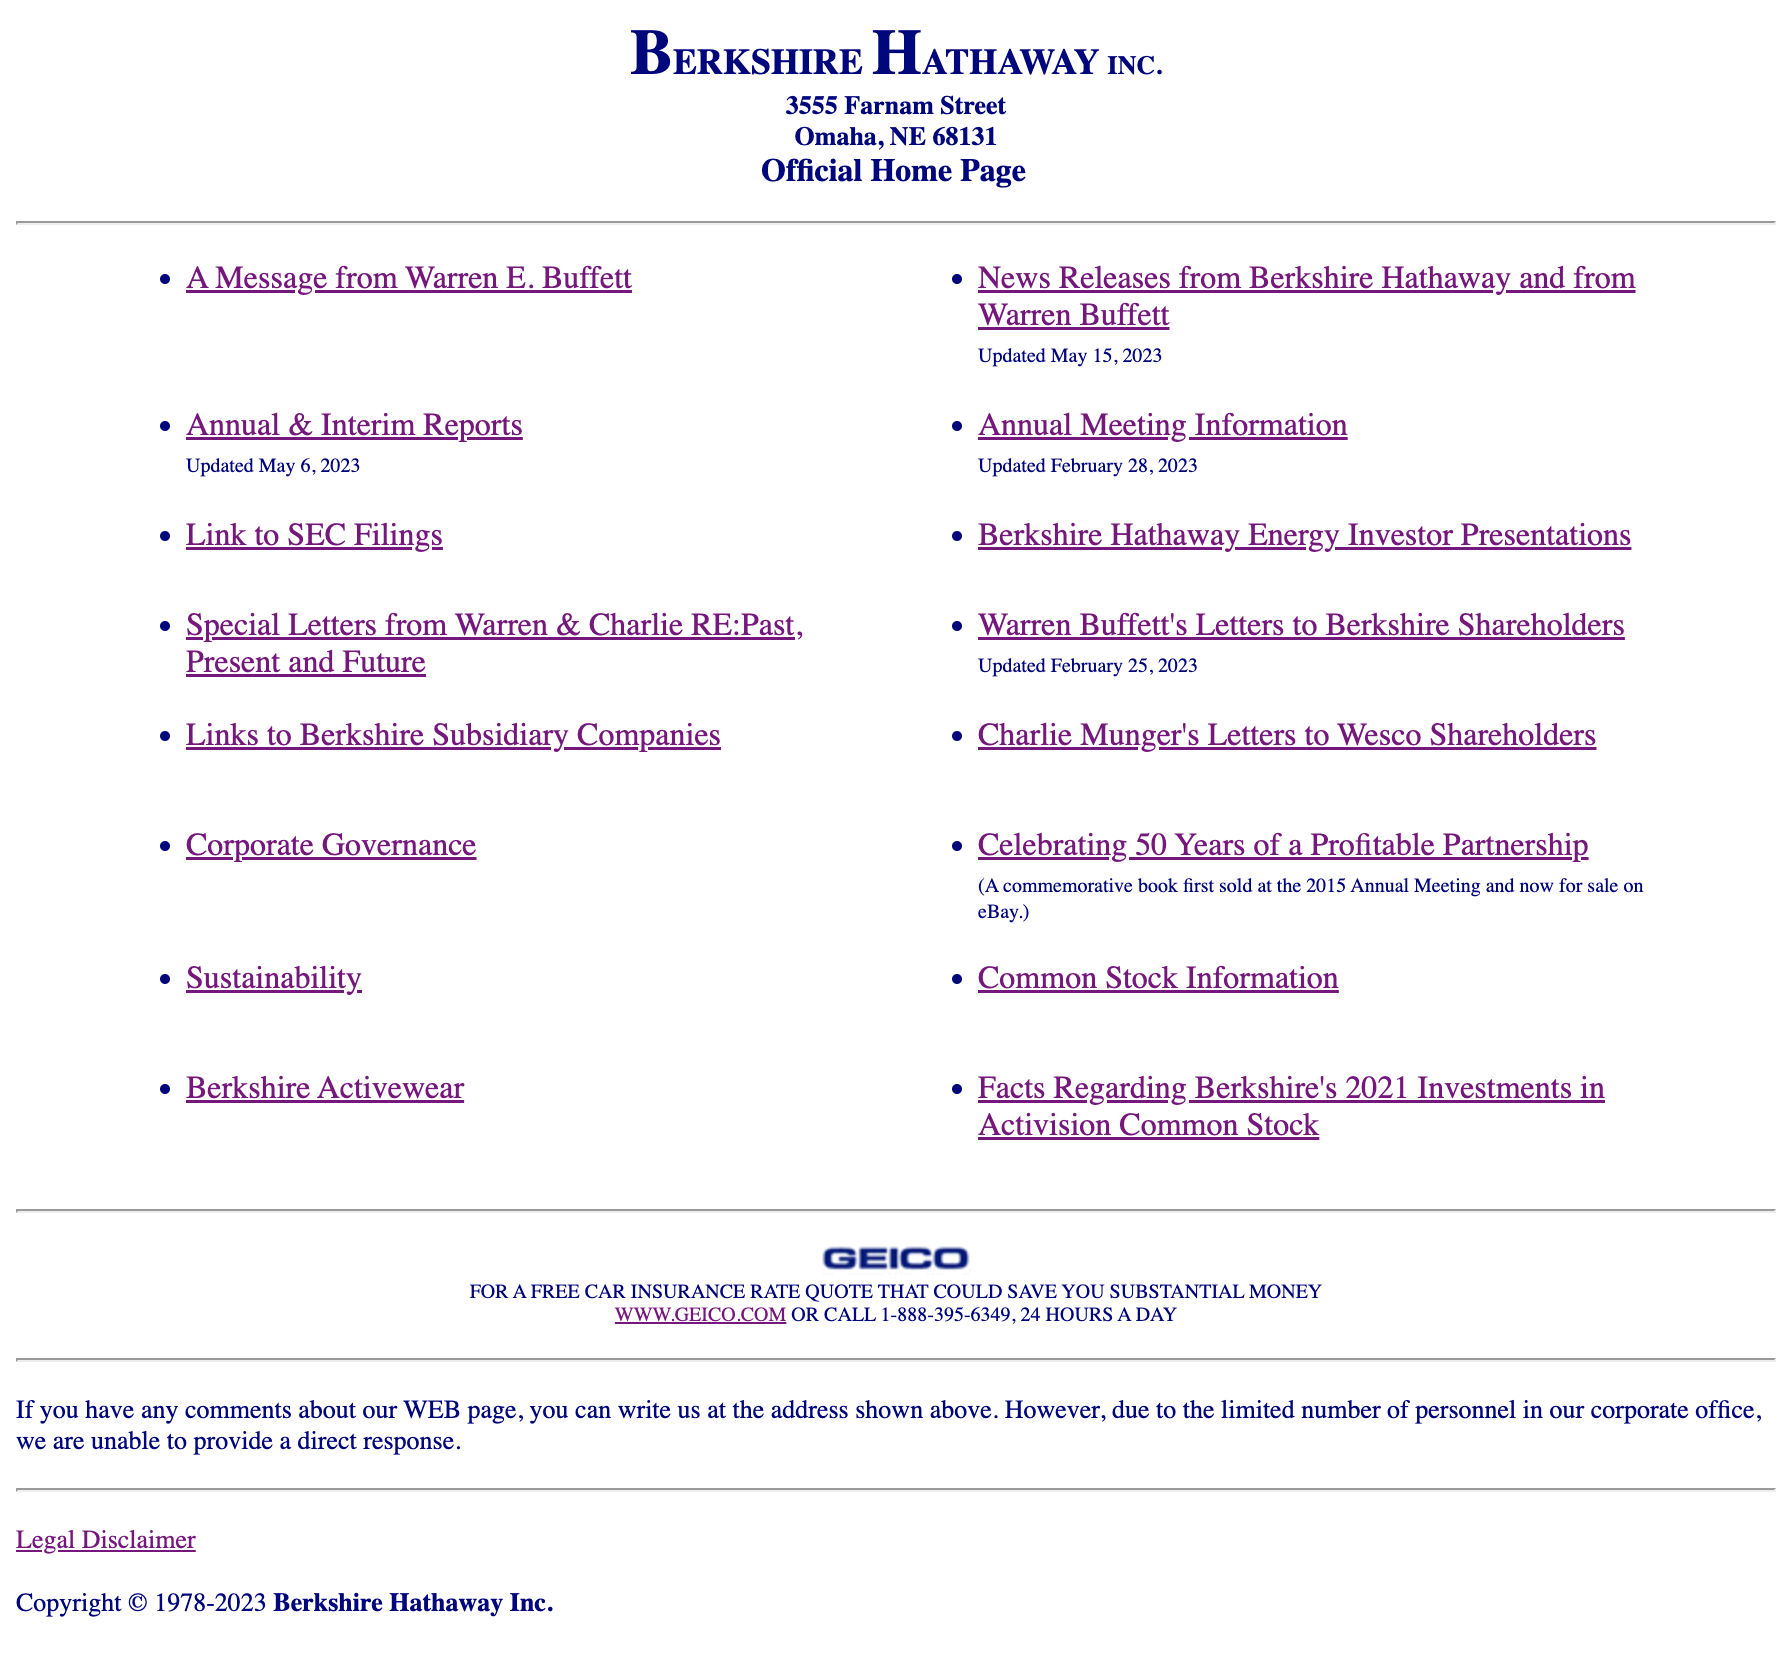 BERKSHIRE HATHAWAY INC.
3555 Farnam Street
Omaha, NE 68131
Official Home Page
A Message from Warren E. Buffett
News Releases from Berkshire Hathaway and from
Warren Buffett
Updated May 15, 2023
Annual & Interim Reports
Updated May 6, 2023
Annual Meeting Information
Updated February 28, 2023
Link to SEC Filings
Berkshire Hathaway Energy Investor Presentations
Special Letters from Warren & Charlie RE:Past,
Present and Future
Warren Buffett's Letters to Berkshire Shareholders
Updated February 25, 2023
Links to Berkshire Subsidiary Companies
Charlie Munger's Letters to Wesco Shareholders
Corporate Governance
Celebrating 50 Years of a Profitable Partnership
(A commemorative book first sold at the 2015 Annual Meeting and now for sale on
eBay.)
Sustainability
Common Stock Information
Berkshire Activewear
Facts Regarding Berkshire's 2021 Investments in
Activision Common Stock
GEICO
FOR A FREE CAR INSURANCE RATE QUOTE THAT COULD SAVE YOU SUBSTANTIAL MONEY
WWW.GEICO.COM OR CALL 1-888-395-6349, 24 HOURS A DAY
If you have any comments about our WEB page, you can write us at the address shown above. However, due to the limited number of personnel in our corporate office,
we are unable to provide a direct response.
Legal Disclaimer
Copyright © 1978-2023 Berkshire Hathaway Inc.